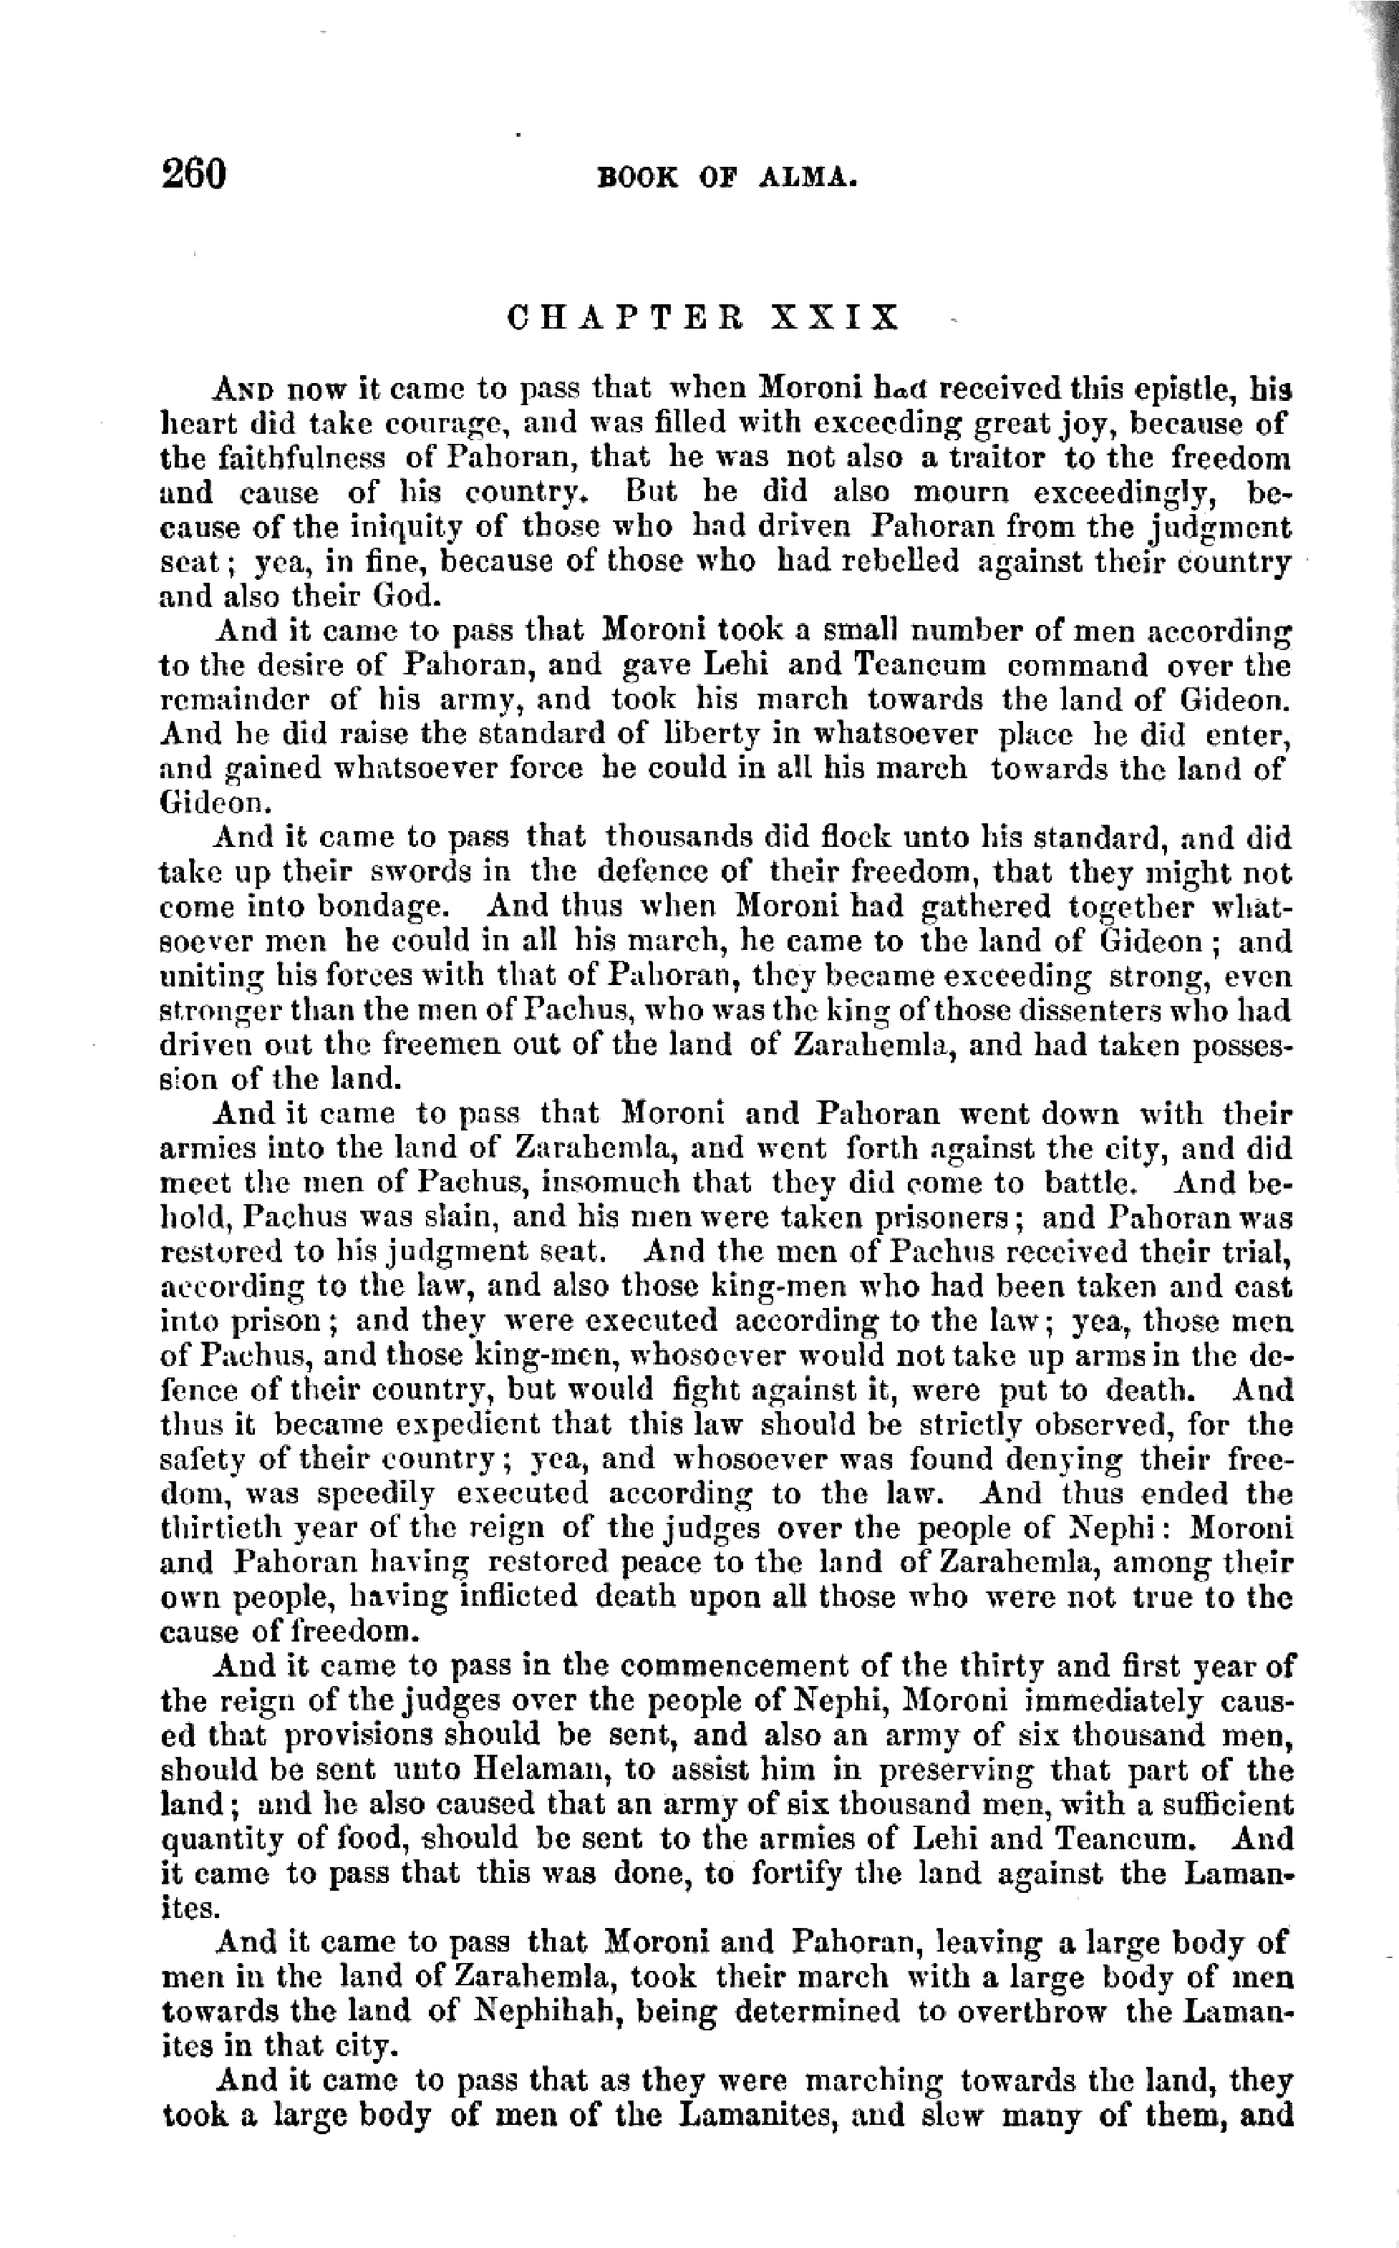 260 BOOK OF ALMA.
CHAPTER XXIX
AND now it came to pass that when Moroni had received this epistle, his
heart did take courage, and was filled with exceeding great joy, because of
the faithfulness of Pahoran, that he was not also a traitor to the freedom
and cause of his country. But he did also mourn exceedingly, be-
cause of the iniquity of those who had driven Pahoran from the judgment
seat; yea, in fine, because of those who had rebelled against their country
and also their God.
And it came to pass that Moroni took a small number of men according
to the desire of Pahoran, and gave Lehi and Teancum command over the
remainder of his army, and took his march towards the land of Gideon.
And he did raise the standard of liberty in whatsoever place he did enter,
and gained whatsoever force he could in all his march towards the land of
Gideon.
And it came to pass that thousands did flock unto his standard, and did
take up their swords in the defence of their freedom, that they might not
come into bondage. And thus when Moroni had gathered together what-
soever men he could in all his march, he came to the land of Gideon; and
uniting his forces with that of Pahoran, they became exceeding strong, even
stronger than the men of Pachus, who was the king of those dissenters who had
driven out the freemen out of the land of Zarahemla, and had taken posses-
sion of the land.
And it came to pass that Moroni and Pahoran went down with their
armies into the land of Zarahemla, and went forth against the city, and did
meet the men of Pachus, insomuch that they did come to battle. And be-
hold, Pachus was slain, and his men were taken prisoners; and Pahoran was
restored to his judgment seat. And the men of Pachus received their trial,
according to the law, and also those king-men who had been taken and cast
into prison; and they were executed according to the law; yea, those men
of Pachus, and those king-men, whosoever would not take up arms in the de-
fence of their country, but would fight against it, were put to death. And
thus it became expedient that this law should be strictly observed, for the
safety of their country; yea, and whosoever was found denying their free-
dom, was speedily executed according to the law. And thus ended the
thirtieth year of the reign of the judges over the people of Nephi: Moroni
and Pahoran having restored peace to the land of Zarahemla, among their
own people, having inflicted death upon all those who were not true to the
cause of freedom.
And it came to pass in the commencement of the thirty and first year of
the reign of the judges over the people of Nephi, Moroni immediately caus-
ed that provisions should be sent, and also an army of six thousand men,
should be sent unto Helaman, to assist him in preserving that part of the
land; and he also caused that an army of six thousand men, with a sufficient
quantity of food, should be sent to the armies of Lehi and Teancum. And
it came to pass that this was done, to fortify the land against the Laman-
ites.
And it came to pass that Moroni and Pahoran, leaving a large body of
men in the land of Zarahemla, took their march with a large body of men
towards the land of Nephihah, being determined to overthrow the Laman-
ites in that city.
And it came to pass that as they were marching towards the land, they
took a large body of men of the Lamanites, and slew many of them, and